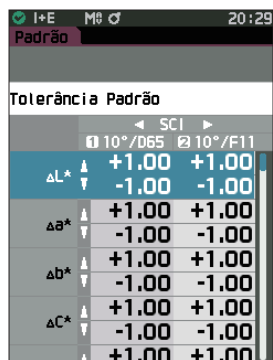 I+E M 20:29
Padrão
Tolerância Padrão
◄ SCI ►
1 10°/D65 2 10°/F11
ΔL* +1.00 +1.00
-1.00 -1.00
Δa* +1.00 +1.00
-1.00 -1.00
Δb* +1.00 +1.00
-1.00 -1.00
ΔC* +1.00 +1.00
-1.00 -1.00
+1.00 +1.00